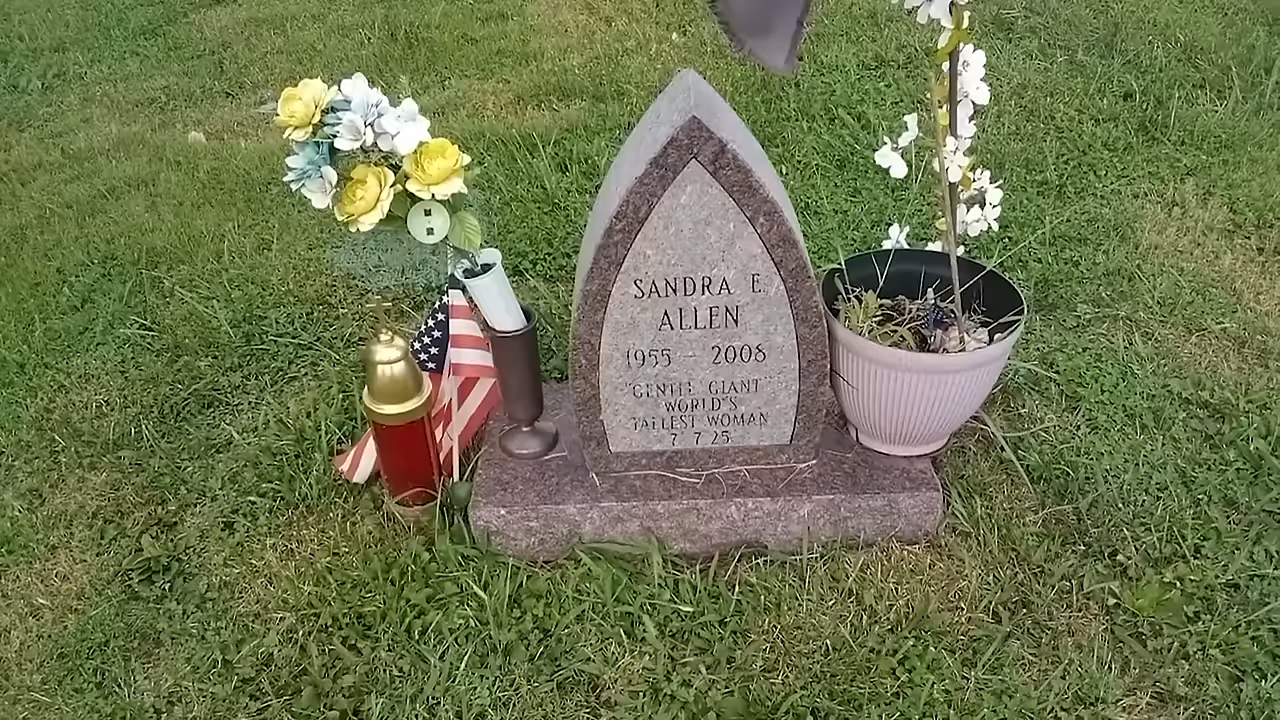 SANDRA E.
ALLEN
1955 – 2008
"GENTLE GIANT"
WORLD'S
TALLEST WOMAN
7' 7.25